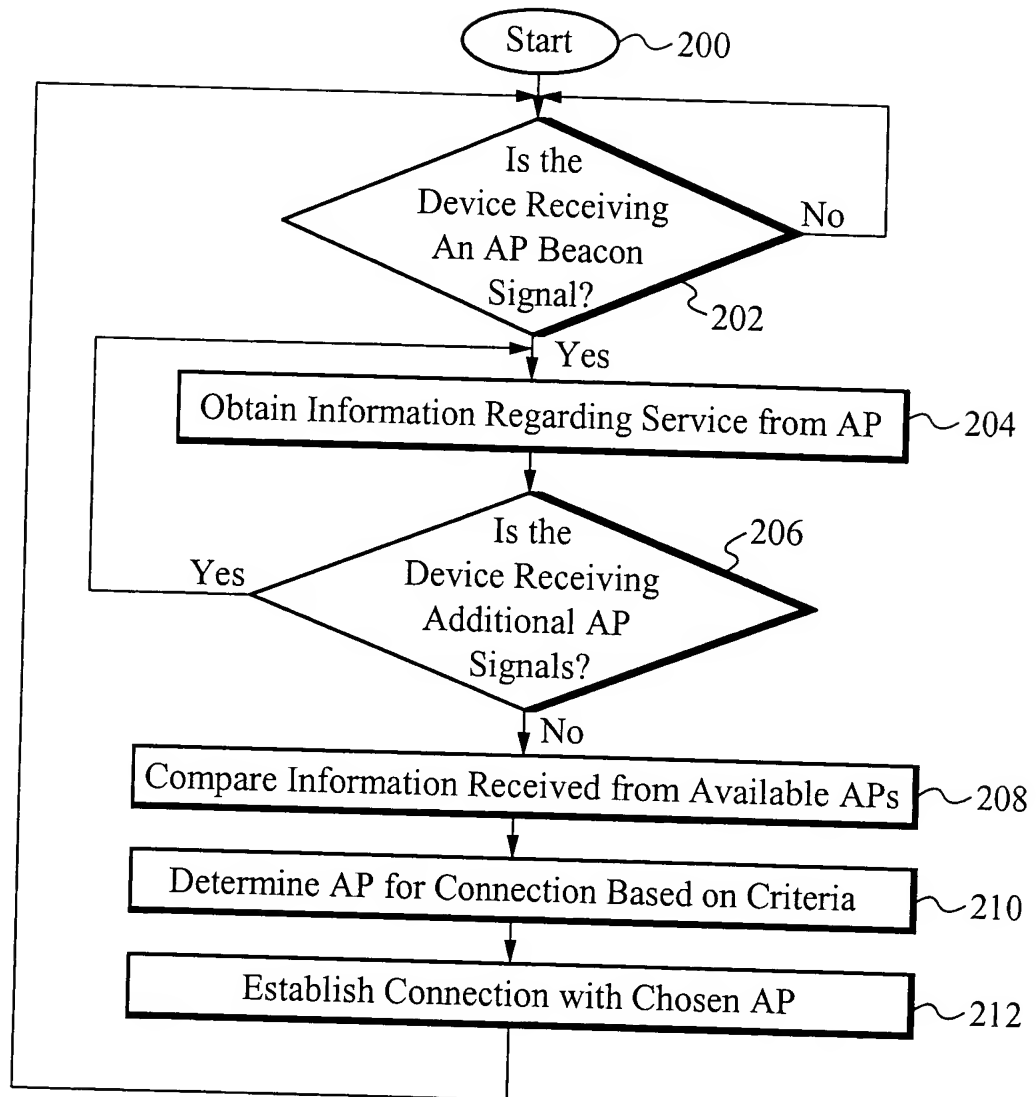 Start
200
Is the
Device Receiving
An AP Beacon
Signal?
No
202
Yes
Obtain Information Regarding Service from AP
204
Is the
Device Receiving
Additional AP
Signals?
206
Yes
No
Compare Information Received from Available APs
208
Determine AP for Connection Based on Criteria
210
Establish Connection with Chosen AP
212